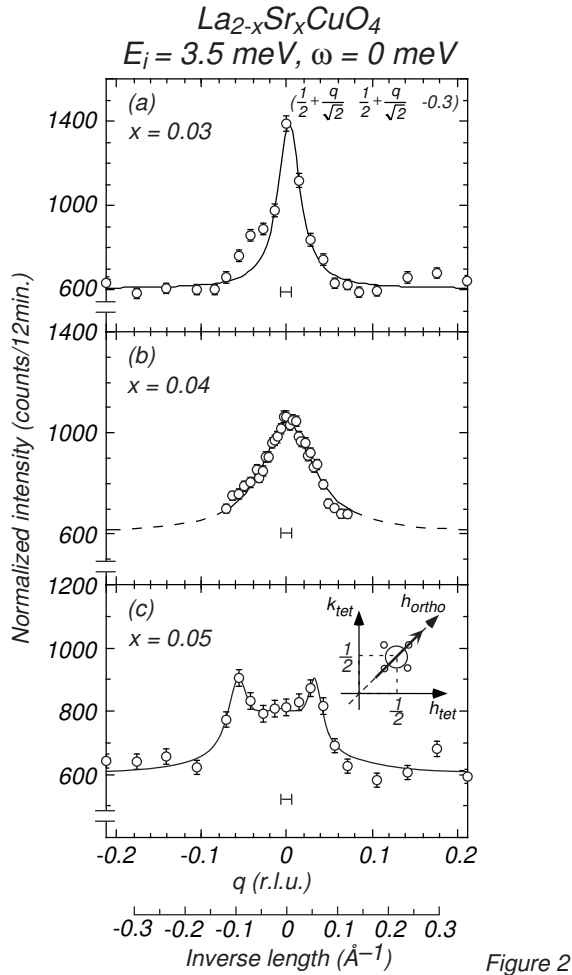 La2-xSrxCuO4
Ei = 3.5 meV, ω = 0 meV
(a)
x = 0.03
(1/2+q/√2 1/2+q/√2 -0.3)
1400
1000
600
1400
(b)
x = 0.04
1000
600
Normalized intensity (counts/12min.)
1200
(c)
x = 0.05
ktet
hortho
1/2
1/2
htet
1000
800
600
-0.2 -0.1 0 0.1 0.2
q (r.l.u.)
-0.3 -0.2 -0.1 0 0.1 0.2 0.3
Inverse length (Å−1)
Figure 2